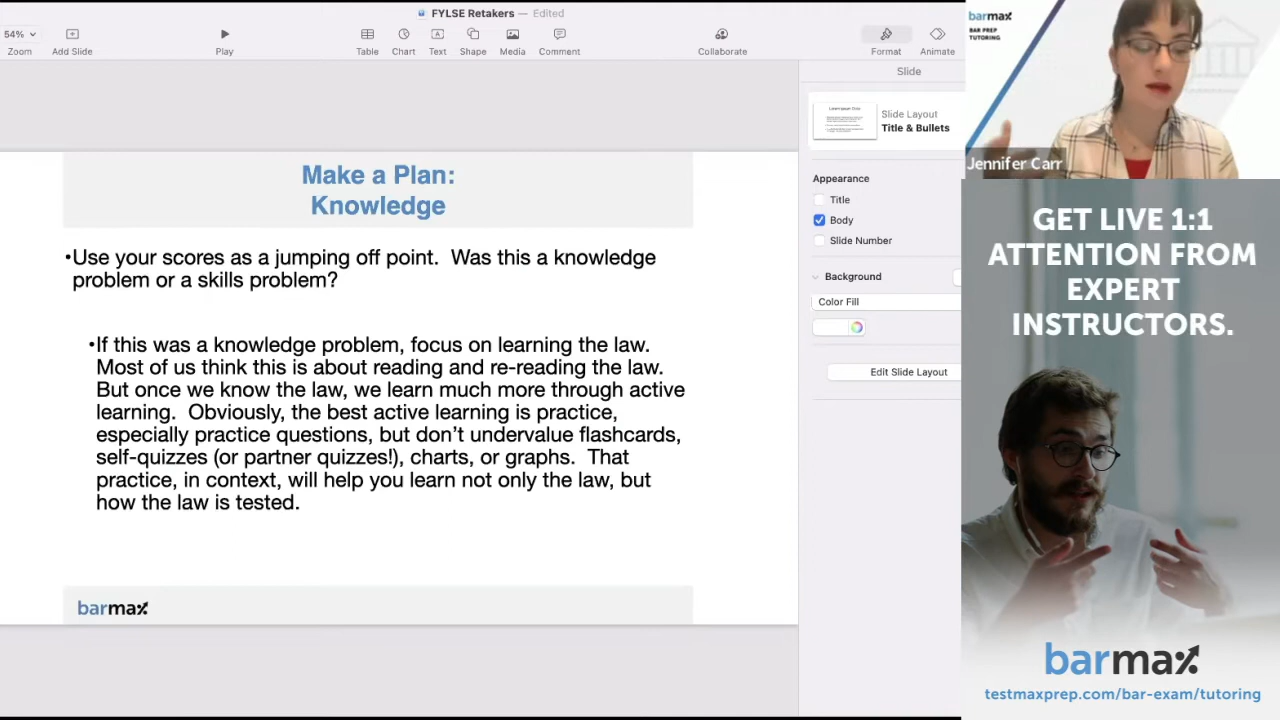 FYLSE Retakers — Edited
54%
Zoom
Add Slide
Play
Table
Chart
Text
Shape
Media
Comment
Collaborate
Format
Animate
Slide
Slide Layout
Title & Bullets
Appearance
Title
Body
Slide Number
Background
Color Fill
Edit Slide Layout
Make a Plan:
Knowledge
•Use your scores as a jumping off point. Was this a knowledge
problem or a skills problem?
•If this was a knowledge problem, focus on learning the law.
Most of us think this is about reading and re-reading the law.
But once we know the law, we learn much more through active
learning. Obviously, the best active learning is practice,
especially practice questions, but don’t undervalue flashcards,
self-quizzes (or partner quizzes!), charts, or graphs. That
practice, in context, will help you learn not only the law, but
how the law is tested.
barmax
barmax
BAR PREP
TUTORING
Jennifer Carr
GET LIVE 1:1
ATTENTION FROM
EXPERT
INSTRUCTORS.
barmax
testmaxprep.com/bar-exam/tutoring